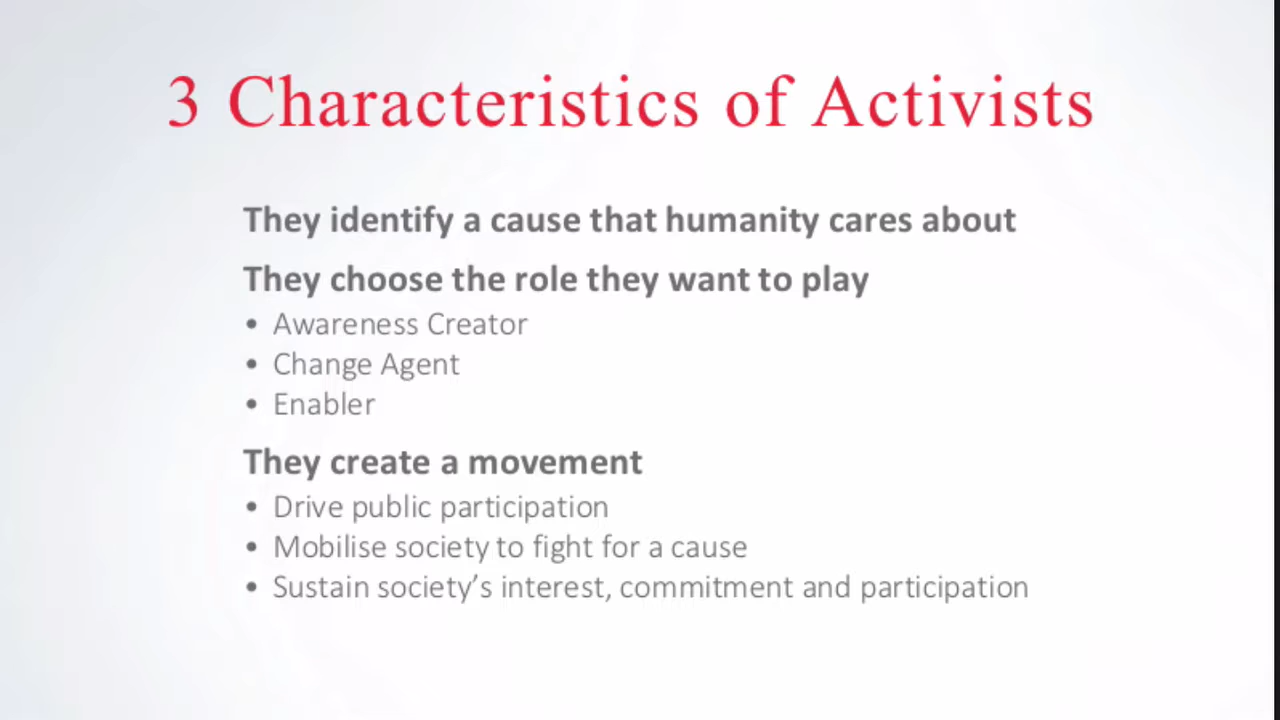 3 Characteristics of Activists
They identify a cause that humanity cares about
They choose the role they want to play
• Awareness Creator
• Change Agent
• Enabler
They create a movement
• Drive public participation
• Mobilise society to fight for a cause
• Sustain society’s interest, commitment and participation